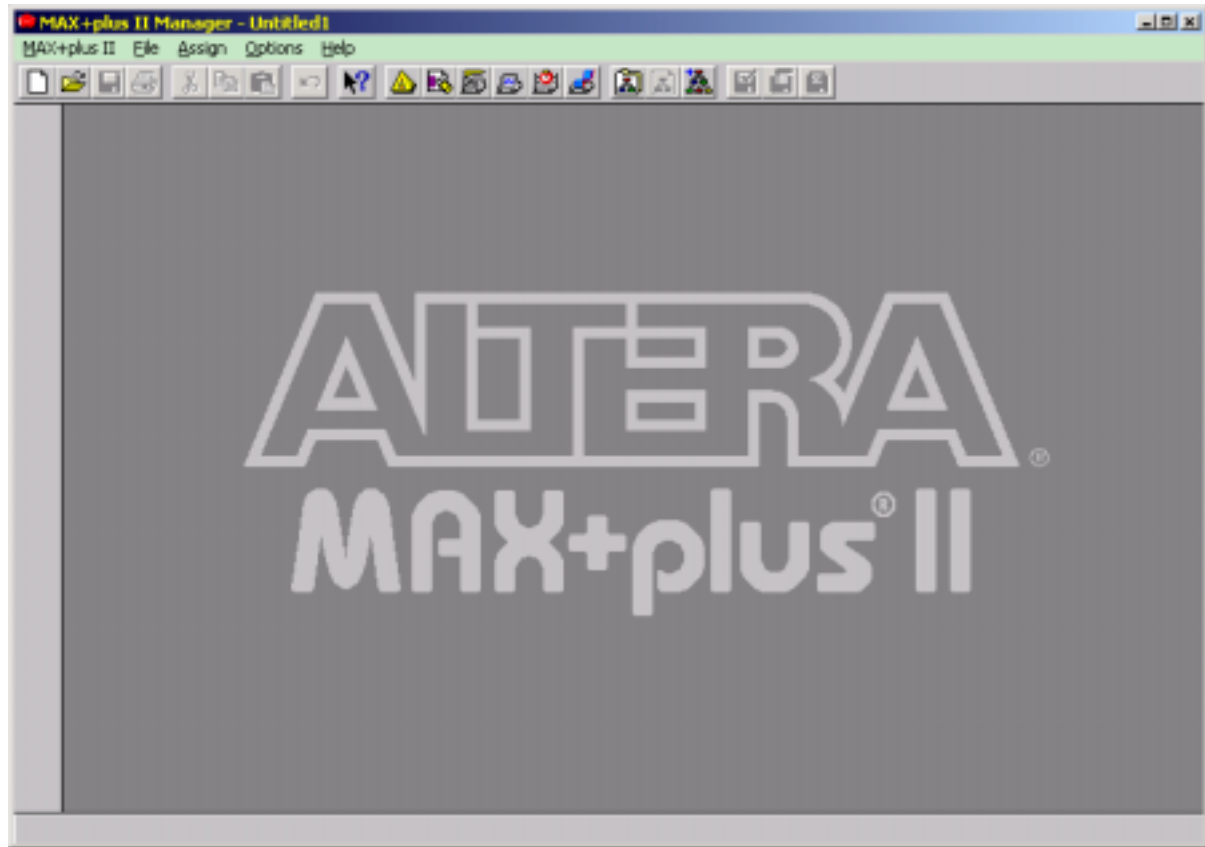 MAX+plus II Manager - Untitled1
MAX+plus II File Assign Options Help
ALTERA®
MAX+plus® II